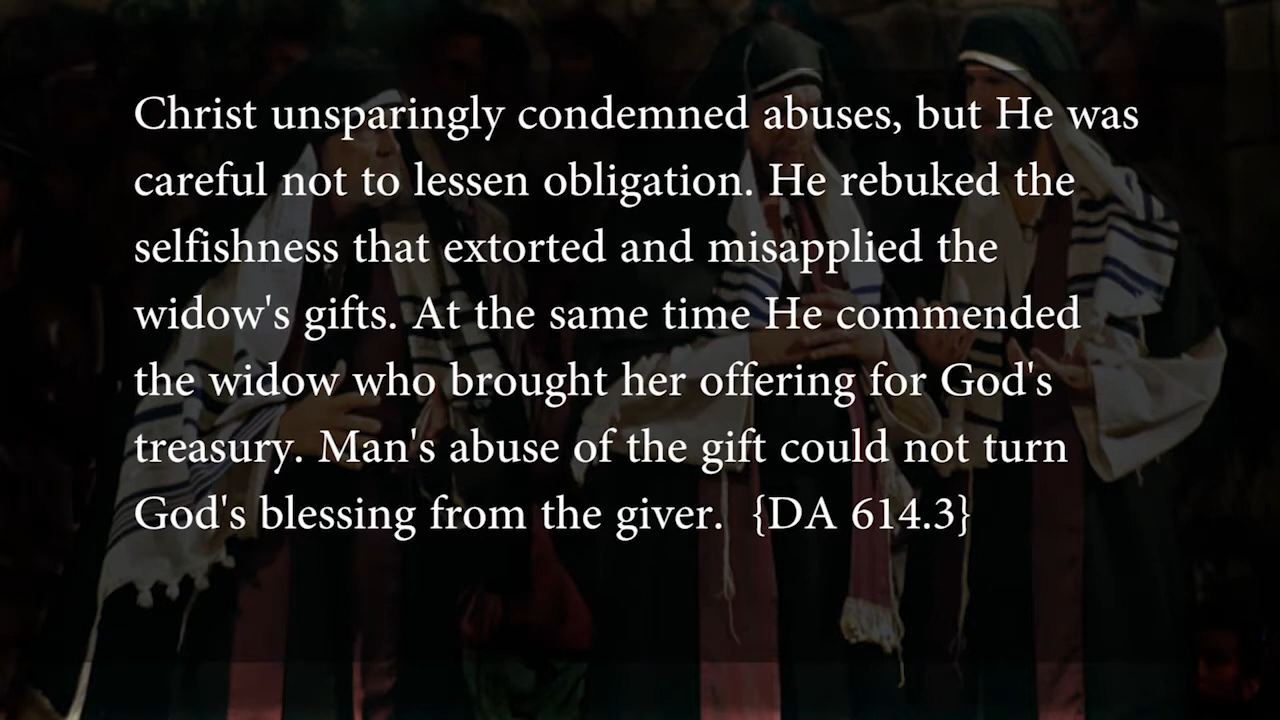 Christ unsparingly condemned abuses, but He was
careful not to lessen obligation. He rebuked the
selfishness that extorted and misapplied the
widow's gifts. At the same time He commended
the widow who brought her offering for God's
treasury. Man's abuse of the gift could not turn
God's blessing from the giver.  {DA 614.3}